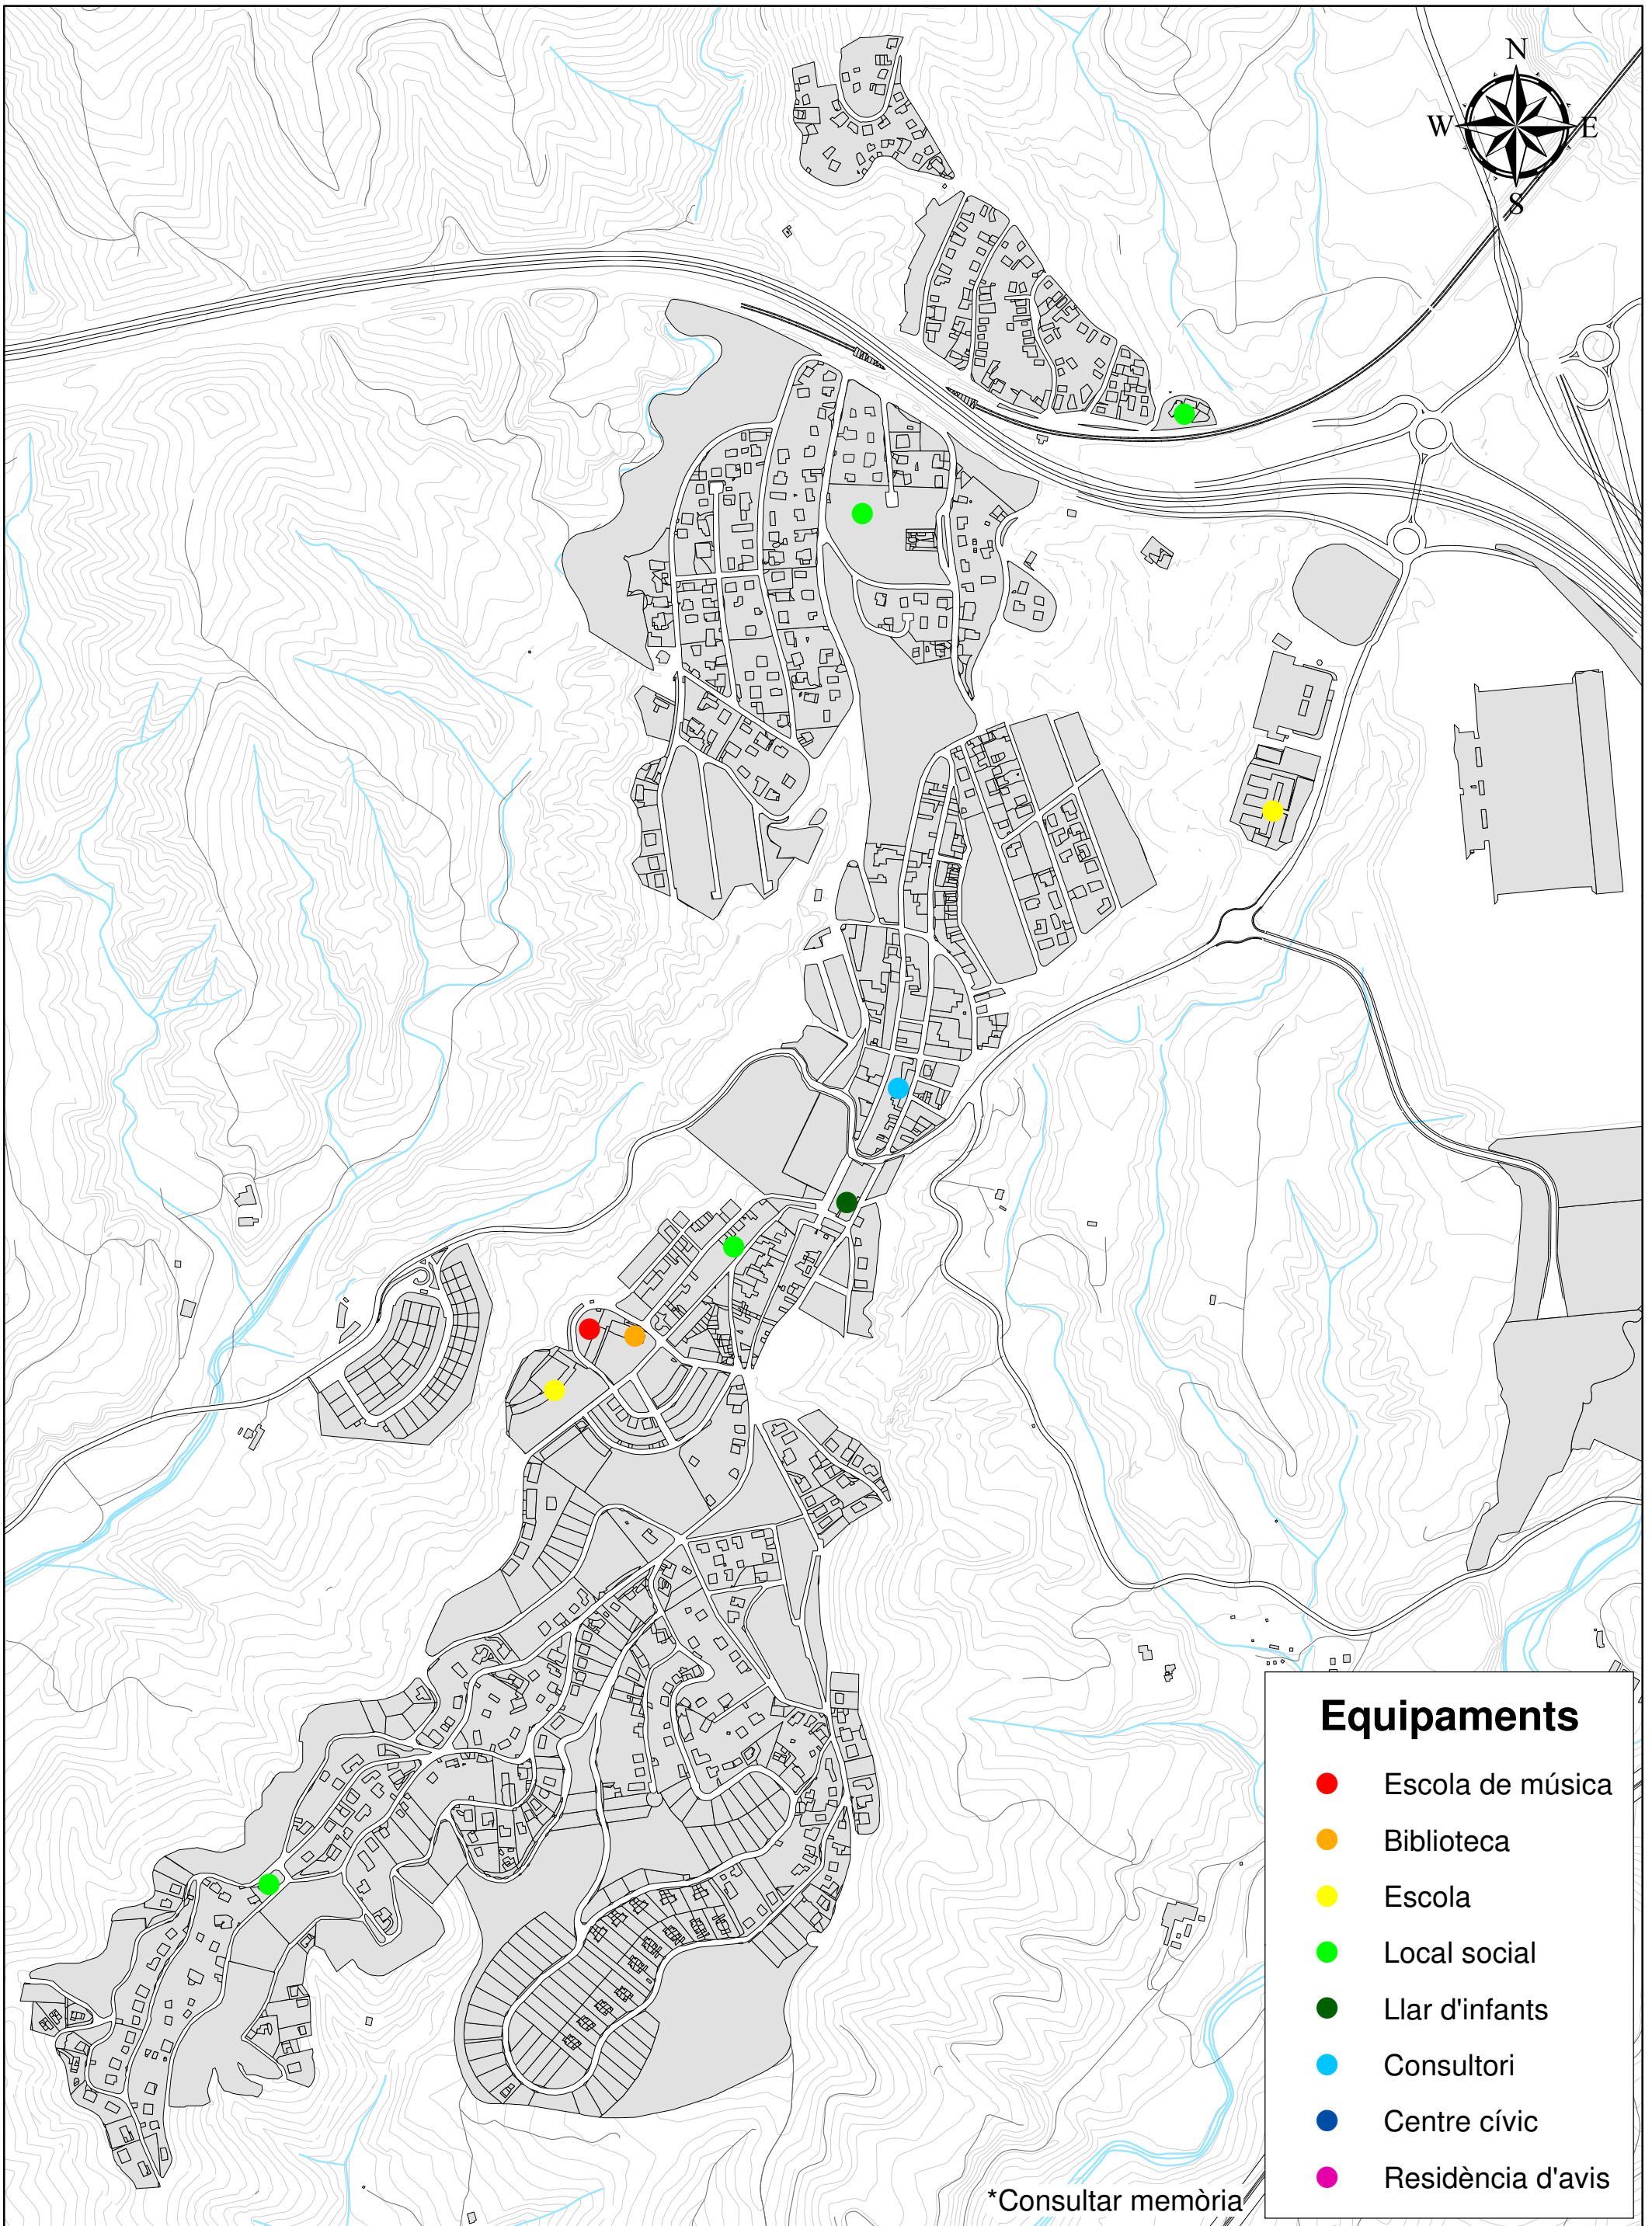 N
W E
S
Equipaments
Escola de música
Biblioteca
Escola
Local social
Llar d'infants
Consultori
Centre cívic
Residència d'avis
*Consultar memòria